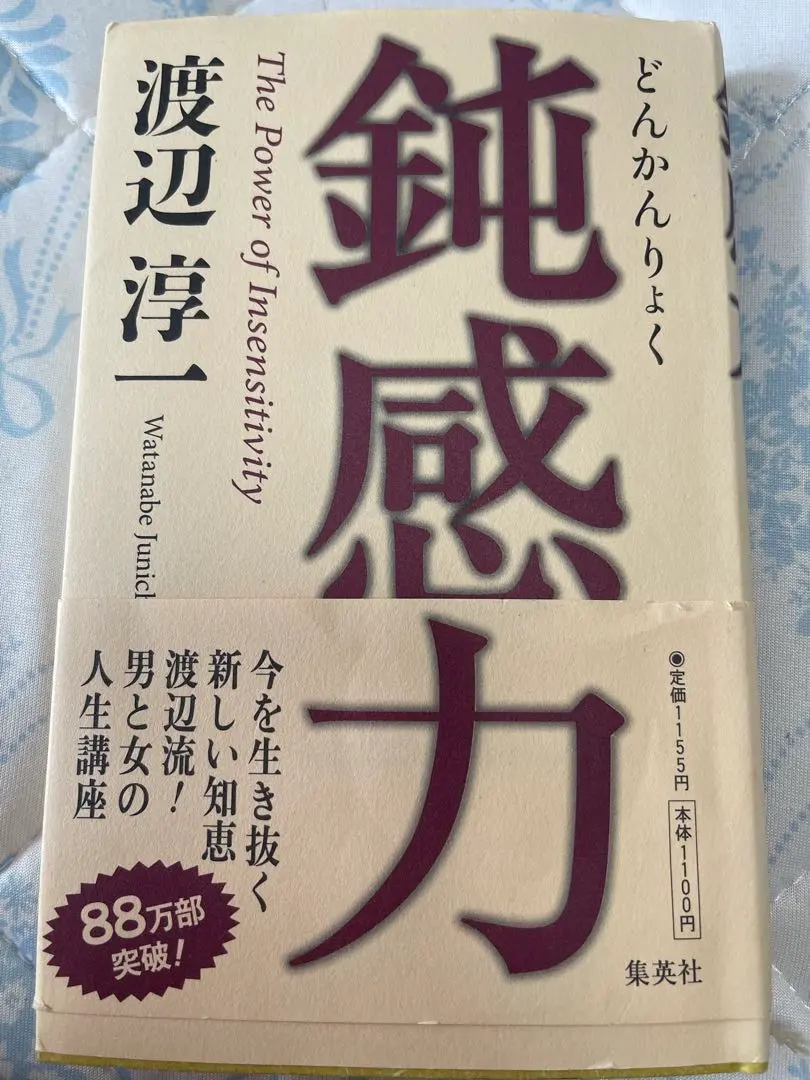 どんかんりょく
鈍感力
The Power of Insensitivity
渡辺 淳一
Watanabe Junich
◉定価1155円
本体1100円
集英社
今を生き抜く
新しい知恵
渡辺流!
男と女の
人生講座
88万部
突破!